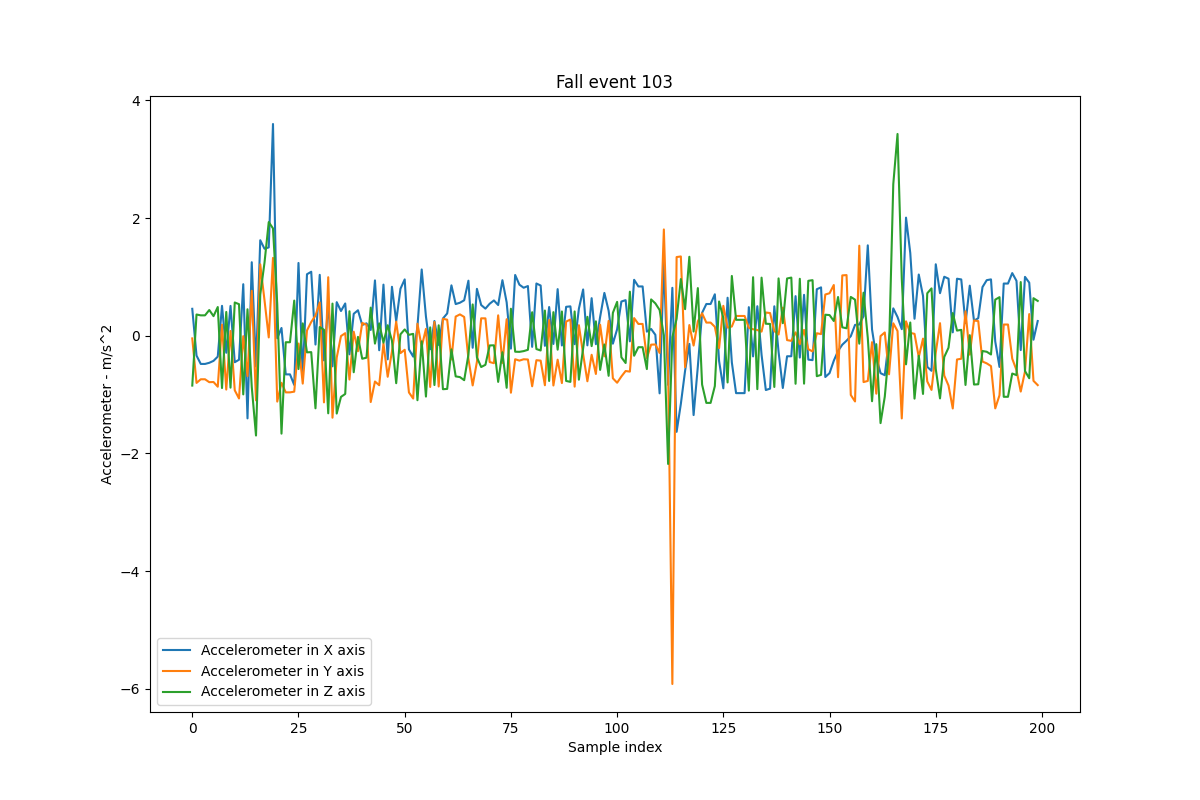 Fall event 103
Accelerometer - m/s^2
4
2
0
−2
−4
−6
Accelerometer in X axis
Accelerometer in Y axis
Accelerometer in Z axis
0 25 50 75 100 125 150 175 200
Sample index